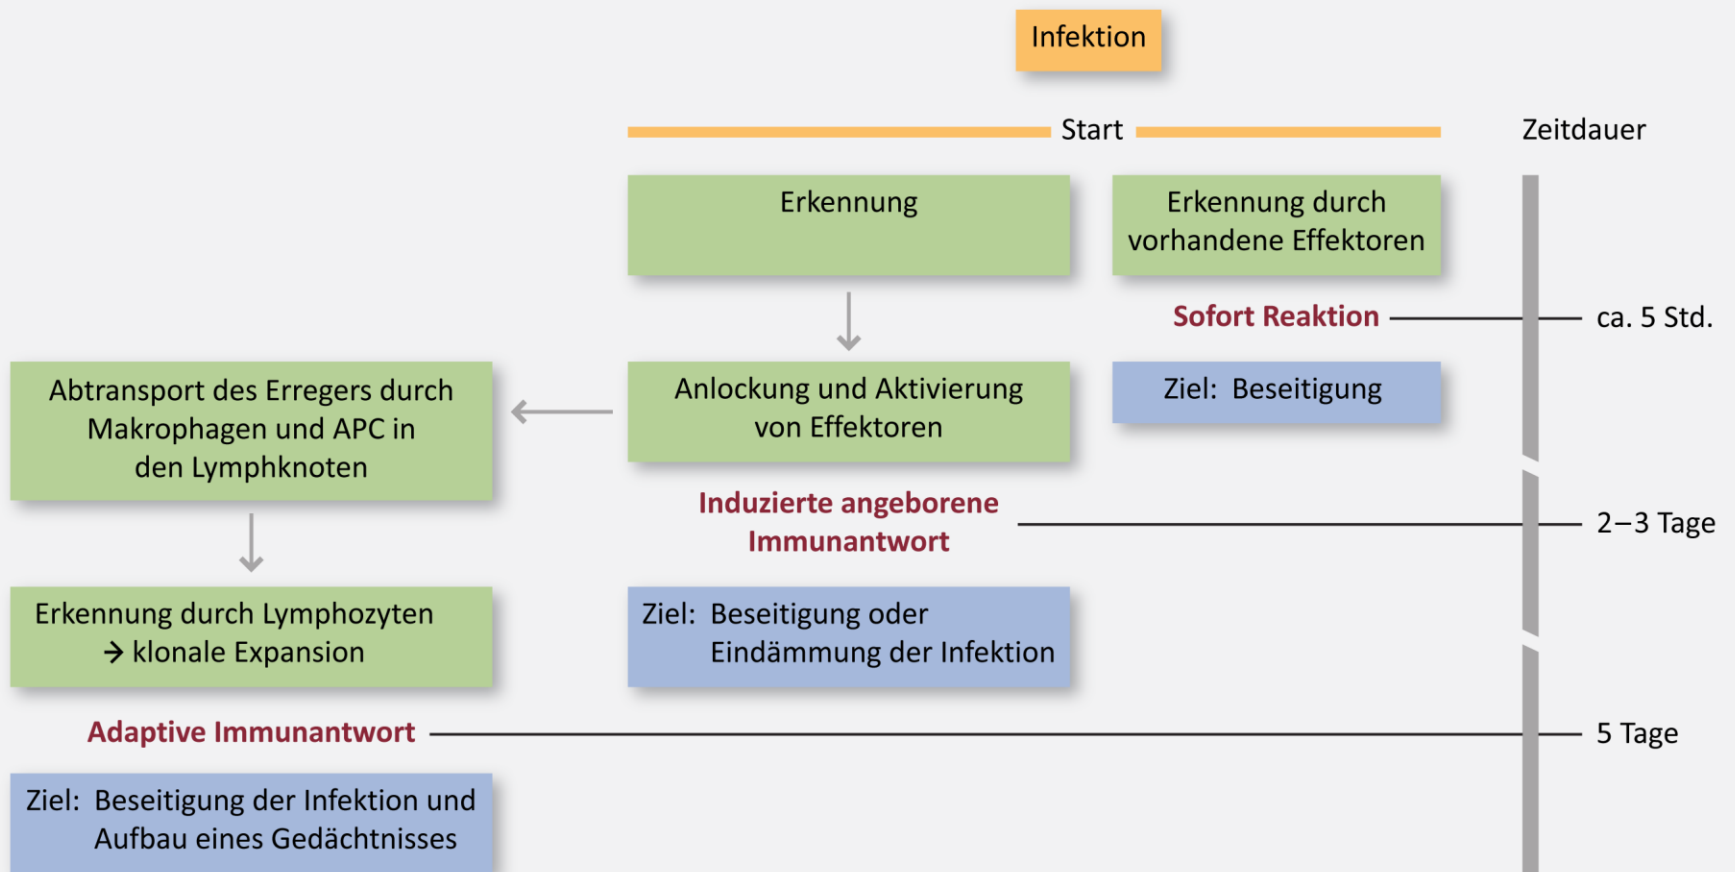 Infektion
Start
Zeitdauer
Erkennung
Erkennung durch
vorhandene Effektoren
Sofort Reaktion
ca. 5 Std.
Abtransport des Erregers durch
Makrophagen und APC in
den Lymphknoten
Anlockung und Aktivierung
von Effektoren
Ziel: Beseitigung
Induzierte angeborene
Immunantwort
2–3 Tage
Erkennung durch Lymphozyten
→ klonale Expansion
Ziel: Beseitigung oder
Eindämmung der Infektion
Adaptive Immunantwort
5 Tage
Ziel: Beseitigung der Infektion und
Aufbau eines Gedächtnisses